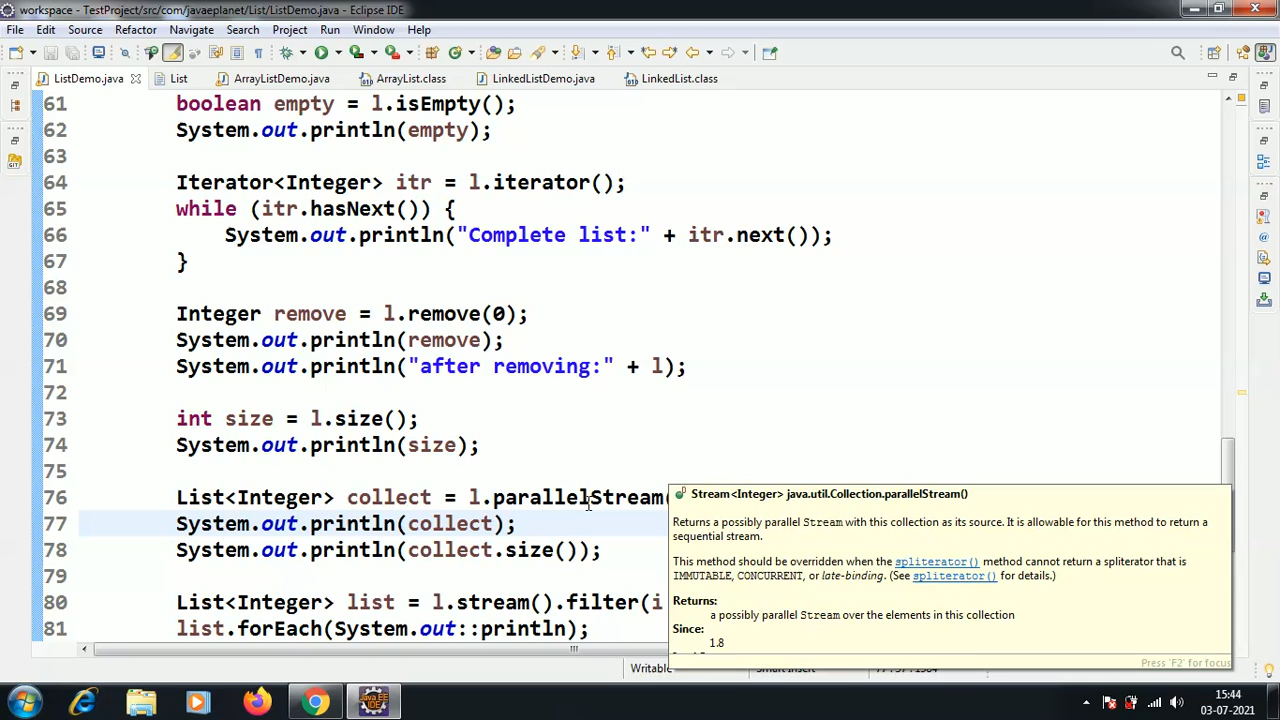 workspace - TestProject/src/com/javaeplanet/List/ListDemo.java - Eclipse IDE
File Edit Source Refactor Navigate Search Project Run Window Help
ListDemo.java List ArrayListDemo.java ArrayList.class LinkedListDemo.java LinkedList.class
61 boolean empty = l.isEmpty();
62 System.out.println(empty);
63
64 Iterator<Integer> itr = l.iterator();
65 while (itr.hasNext()) {
66 System.out.println("Complete list:" + itr.next());
67 }
68
69 Integer remove = l.remove(0);
70 System.out.println(remove);
71 System.out.println("after removing:" + l);
72
73 int size = l.size();
74 System.out.println(size);
75
76 List<Integer> collect = l.parallelStream(
77 System.out.println(collect);
78 System.out.println(collect.size());
79
80 List<Integer> list = l.stream().filter(i
81 list.forEach(System.out::println);
Stream<Integer> java.util.Collection.parallelStream()
Returns a possibly parallel Stream with this collection as its source. It is allowable for this method to return a
sequential stream.
This method should be overridden when the spliterator() method cannot return a spliterator that is
IMMUTABLE, CONCURRENT, or late-binding. (See spliterator() for details.)
Returns:
a possibly parallel Stream over the elements in this collection
Since:
1.8
Press 'F2' for focus
Writable
Java EE
IDE
15:44
03-07-2021